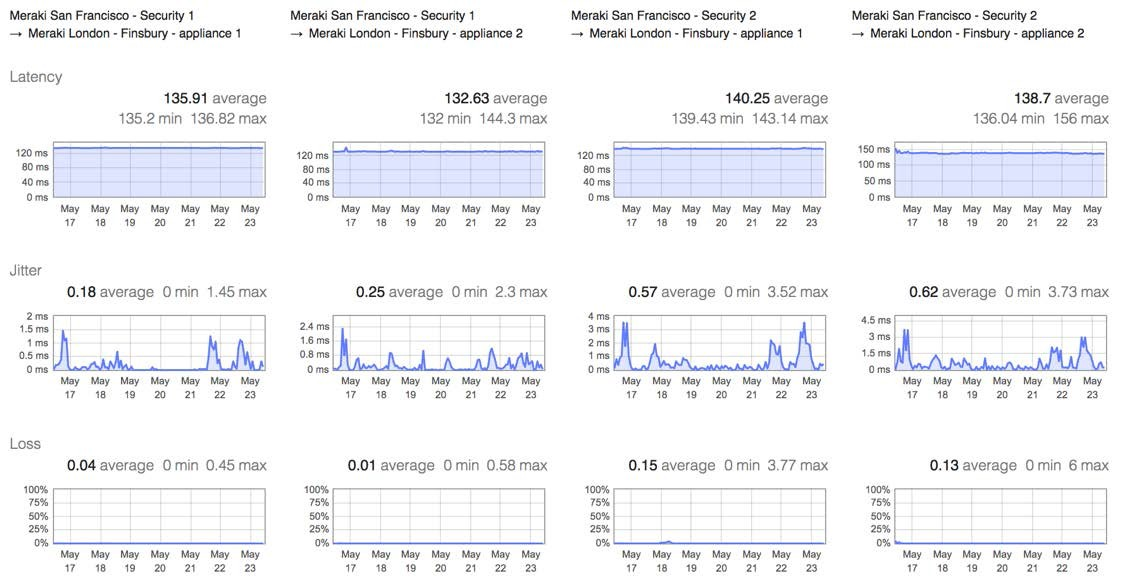 Meraki San Francisco - Security 1
→ Meraki London - Finsbury - appliance 1
Meraki San Francisco - Security 1
→ Meraki London - Finsbury - appliance 2
Meraki San Francisco - Security 2
→ Meraki London - Finsbury - appliance 1
Meraki San Francisco - Security 2
→ Meraki London - Finsbury - appliance 2
Latency
135.91 average
135.2 min 136.82 max
120 ms
80 ms
40 ms
0 ms
May May May May May May May
17 18 19 20 21 22 23
132.63 average
132 min 144.3 max
120 ms
80 ms
40 ms
0 ms
May May May May May May May
17 18 19 20 21 22 23
140.25 average
139.43 min 143.14 max
120 ms
80 ms
40 ms
0 ms
May May May May May May May
17 18 19 20 21 22 23
138.7 average
136.04 min 156 max
150 ms
100 ms
50 ms
0 ms
May May May May May May May
17 18 19 20 21 22 23
Jitter
0.18 average 0 min 1.45 max
2 ms
1.5 ms
1 ms
0.5 ms
0 ms
May May May May May May May
17 18 19 20 21 22 23
0.25 average 0 min 2.3 max
2.4 ms
1.6 ms
0.8 ms
0 ms
May May May May May May May
17 18 19 20 21 22 23
0.57 average 0 min 3.52 max
4 ms
3 ms
2 ms
1 ms
0 ms
May May May May May May May
17 18 19 20 21 22 23
0.62 average 0 min 3.73 max
4.5 ms
3 ms
1.5 ms
0 ms
May May May May May May May
17 18 19 20 21 22 23
Loss
0.04 average 0 min 0.45 max
100%
75%
50%
25%
0%
May May May May May May May
17 18 19 20 21 22 23
0.01 average 0 min 0.58 max
100%
75%
50%
25%
0%
May May May May May May May
17 18 19 20 21 22 23
0.15 average 0 min 3.77 max
100%
75%
50%
25%
0%
May May May May May May May
17 18 19 20 21 22 23
0.13 average 0 min 6 max
100%
75%
50%
25%
0%
May May May May May May May
17 18 19 20 21 22 23